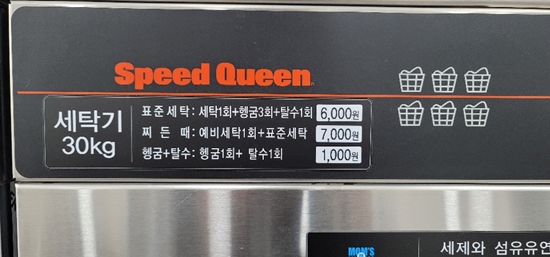 Speed Queen
세탁기
30kg
표준세탁: 세탁1회+헹굼3회+탈수1회 6,000원
찌든때: 예비세탁1회+표준세탁 7,000원
헹굼+탈수: 헹굼1회+ 탈수1회 1,000원
MOM'S
세제와 섬유유연